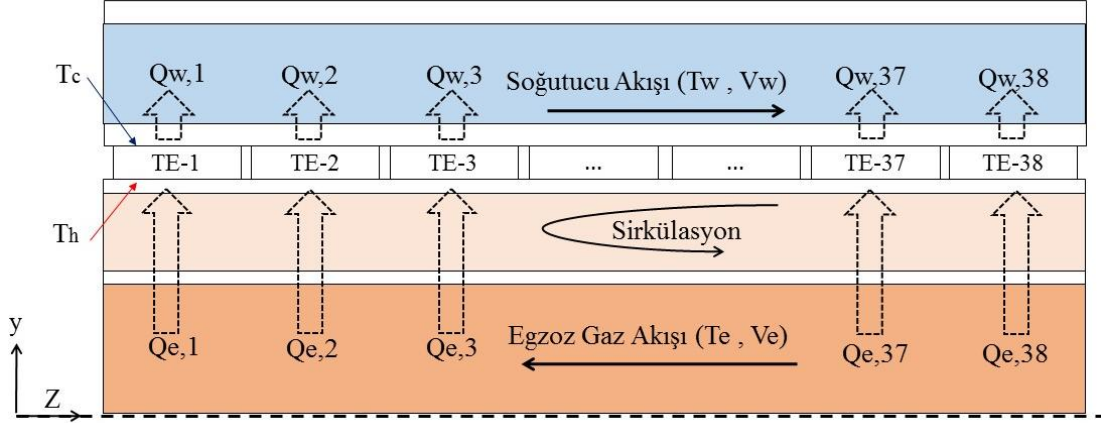 Tc
Qw,1 Qw,2 Qw,3 Soğutucu Akışı (Tw , Vw) Qw,37 Qw,38
TE-1 TE-2 TE-3 ... ... TE-37 TE-38
Th
Sirkülasyon
Egzoz Gaz Akışı (Te , Ve)
Qe,1 Qe,2 Qe,3 Qe,37 Qe,38
y
Z